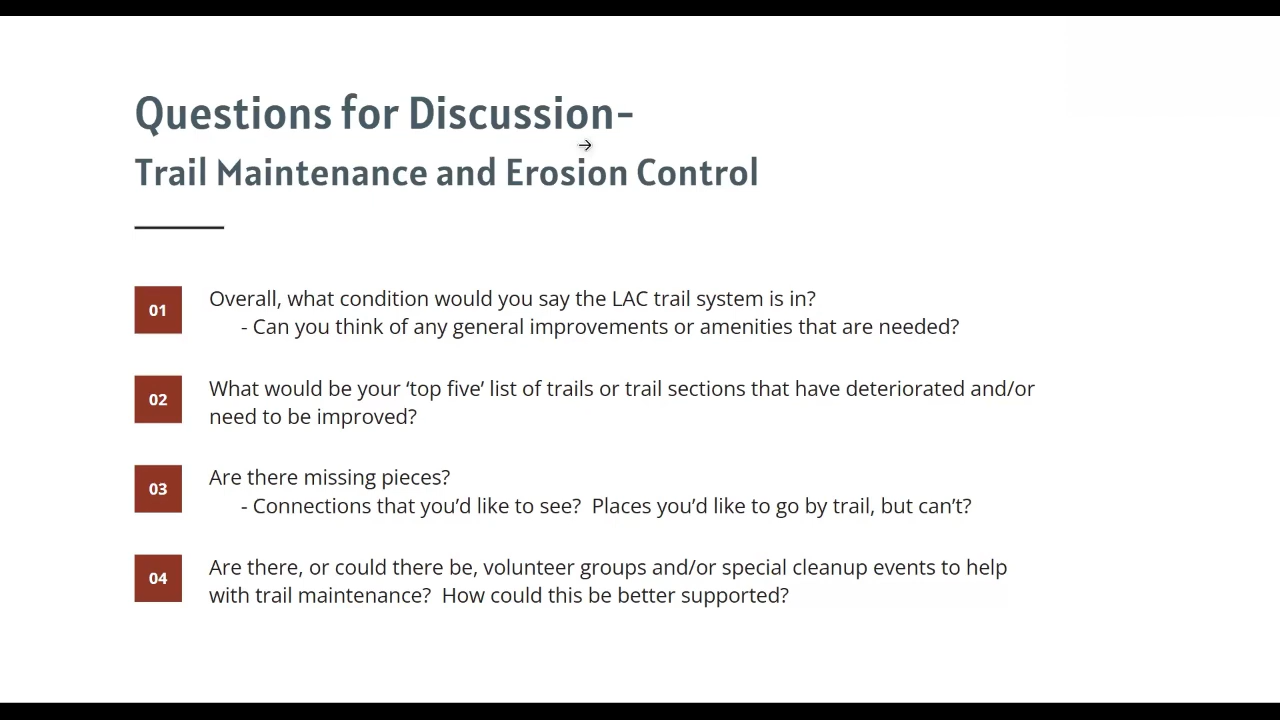 Questions for Discussion-
Trail Maintenance and Erosion Control
01
Overall, what condition would you say the LAC trail system is in?
- Can you think of any general improvements or amenities that are needed?
02
What would be your ‘top five’ list of trails or trail sections that have deteriorated and/or
need to be improved?
03
Are there missing pieces?
- Connections that you’d like to see?  Places you’d like to go by trail, but can’t?
04
Are there, or could there be, volunteer groups and/or special cleanup events to help
with trail maintenance?  How could this be better supported?